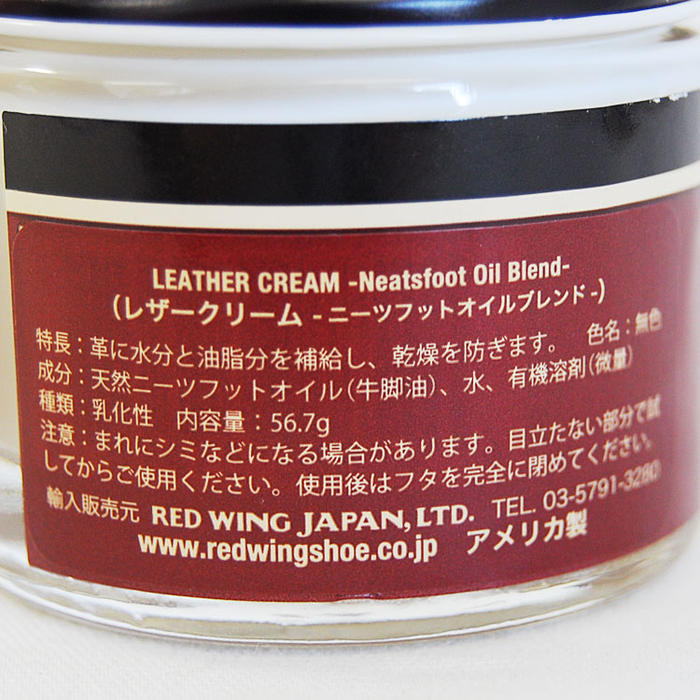 LEATHER CREAM -Neatsfoot Oil Blend-
(レザークリーム - ニーツフットオイルブレンド -)
特長：革に水分と油脂分を補給し、乾燥を防ぎます。 色名：無色
成分：天然ニーツフットオイル（牛脚油）、水、有機溶剤（微量）
種類：乳化性 内容量：56.7g
注意：まれにシミなどになる場合があります。目立たない部分で試
してからご使用ください。使用後はフタを完全に閉めてください。
輸入販売元 RED WING JAPAN, LTD. TEL. 03-5791-3280
www.redwingshoe.co.jp アメリカ製